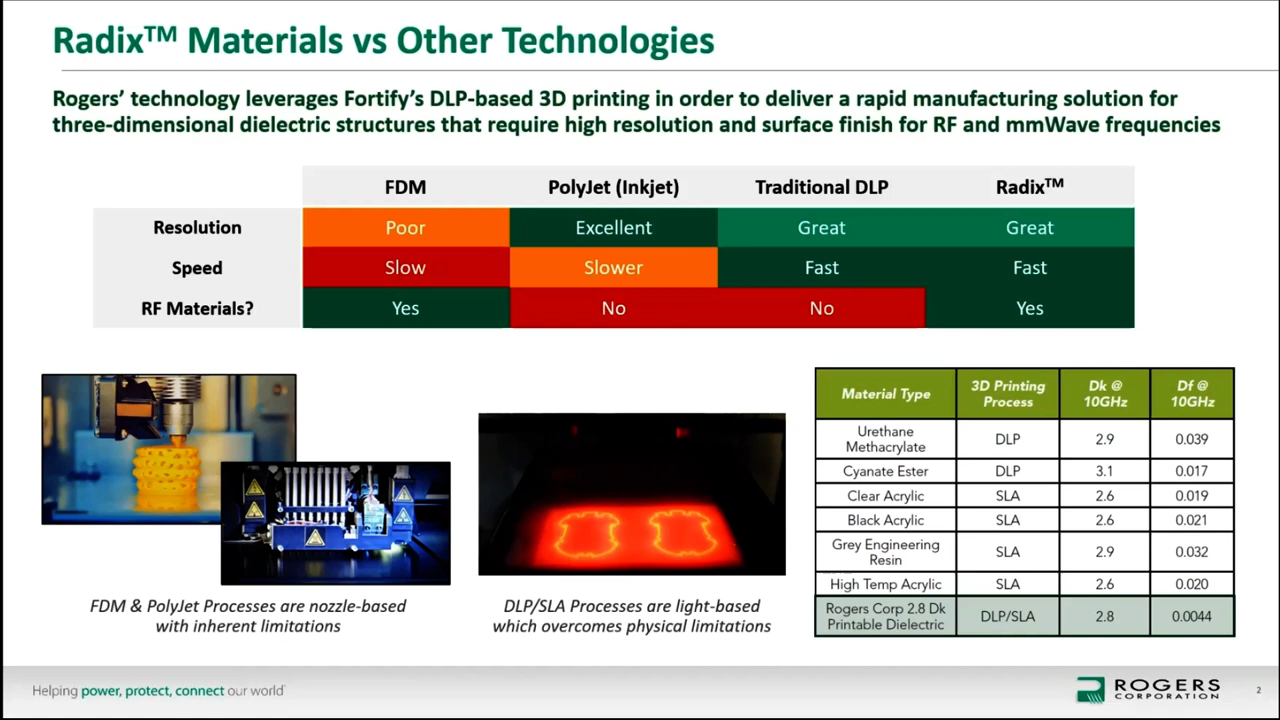 Radix™ Materials vs Other Technologies
Rogers’ technology leverages Fortify’s DLP-based 3D printing in order to deliver a rapid manufacturing solution for
three-dimensional dielectric structures that require high resolution and surface finish for RF and mmWave frequencies
FDM PolyJet (Inkjet) Traditional DLP Radix™
Resolution Poor Excellent Great Great
Speed Slow Slower Fast Fast
RF Materials? Yes No No Yes
Material Type 3D Printing Process Dk @ 10GHz Df @ 10GHz
Urethane Methacrylate DLP 2.9 0.039
Cyanate Ester DLP 3.1 0.017
Clear Acrylic SLA 2.6 0.019
Black Acrylic SLA 2.6 0.021
Grey Engineering Resin SLA 2.9 0.032
High Temp Acrylic SLA 2.6 0.020
Rogers Corp 2.8 Dk Printable Dielectric DLP/SLA 2.8 0.0044
FDM & PolyJet Processes are nozzle-based
with inherent limitations
DLP/SLA Processes are light-based
which overcomes physical limitations
Helping power, protect, connect our world
ROGERS
CORPORATION
2